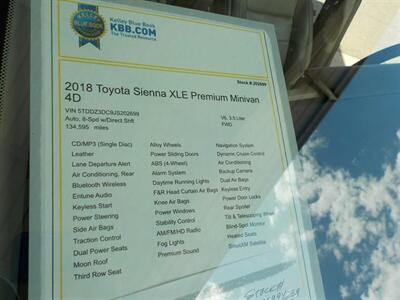 KELLEY
BLUE BOOK
Kelley Blue Book
KBB.COM
The Trusted Resource
Stock # 202699
2018 Toyota Sienna XLE Premium Minivan
4D
VIN 5TDDZ3DC9JS202699
Auto, 8-Spd w/Direct Shft
V6, 3.5 Liter
134,595 miles
FWD
CD/MP3 (Single Disc)
Leather
Lane Departure Alert
Air Conditioning, Rear
Bluetooth Wireless
Entune Audio
Keyless Start
Power Steering
Side Air Bags
Traction Control
Dual Power Seats
Moon Roof
Third Row Seat
Alloy Wheels
Power Sliding Doors
ABS (4-Wheel)
Alarm System
Daytime Running Lights
F&R Head Curtain Air Bags
Knee Air Bags
Power Windows
Stability Control
AM/FM/HD Radio
Fog Lights
Premium Sound
Navigation System
Dynamic Cruise Control
Air Conditioning
Backup Camera
Dual Air Bags
Keyless Entry
Power Door Locks
Rear Spoiler
Tilt & Telescoping Wheel
Blind-Spot Monitor
Heated Seats
SiriusXM Satellite